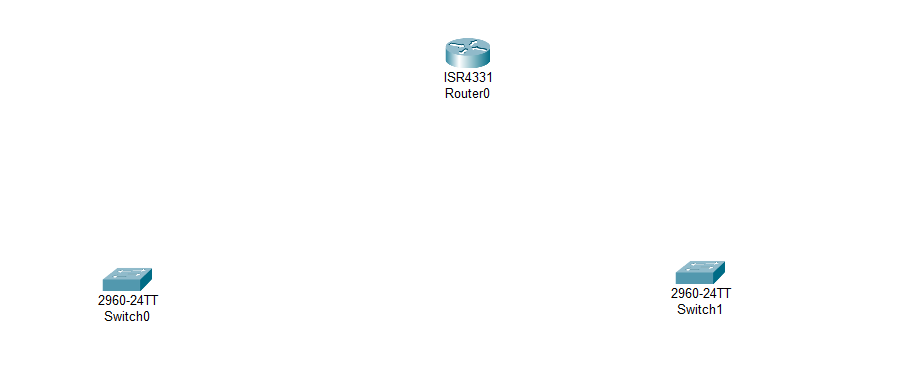 ISR4331
Router0
2960-24TT
Switch0
2960-24TT
Switch1